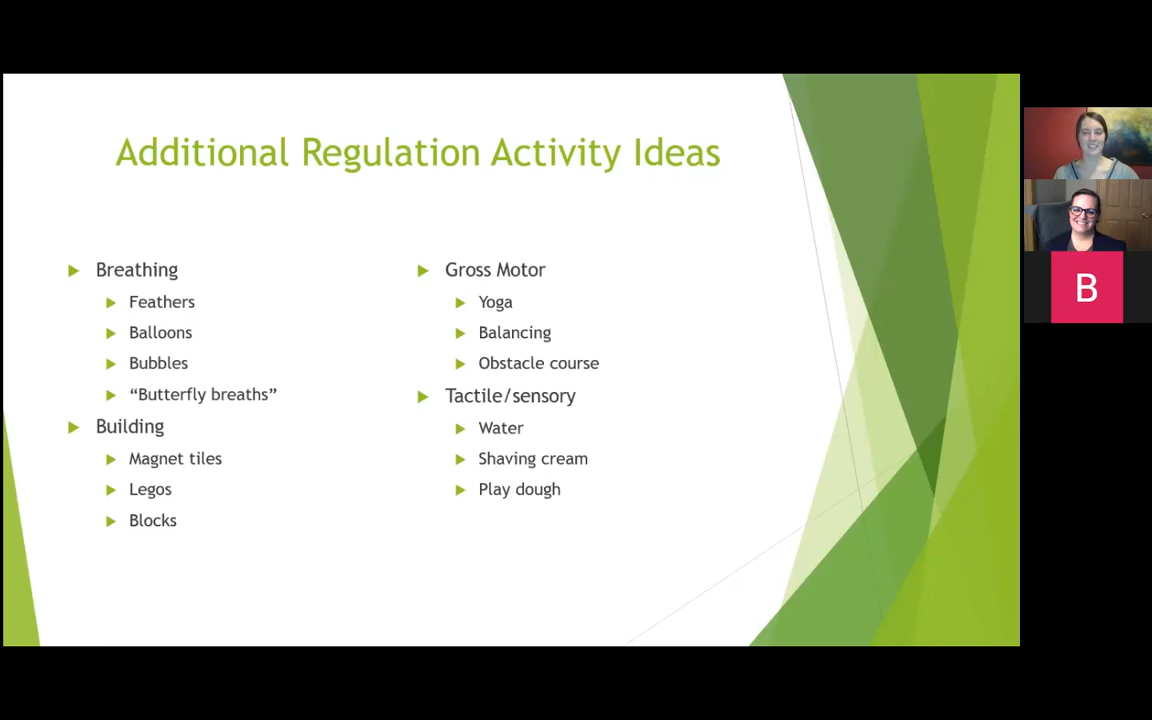 Additional Regulation Activity Ideas
Breathing
Feathers
Balloons
Bubbles
“Butterfly breaths”
Building
Magnet tiles
Legos
Blocks
Gross Motor
Yoga
Balancing
Obstacle course
Tactile/sensory
Water
Shaving cream
Play dough
B